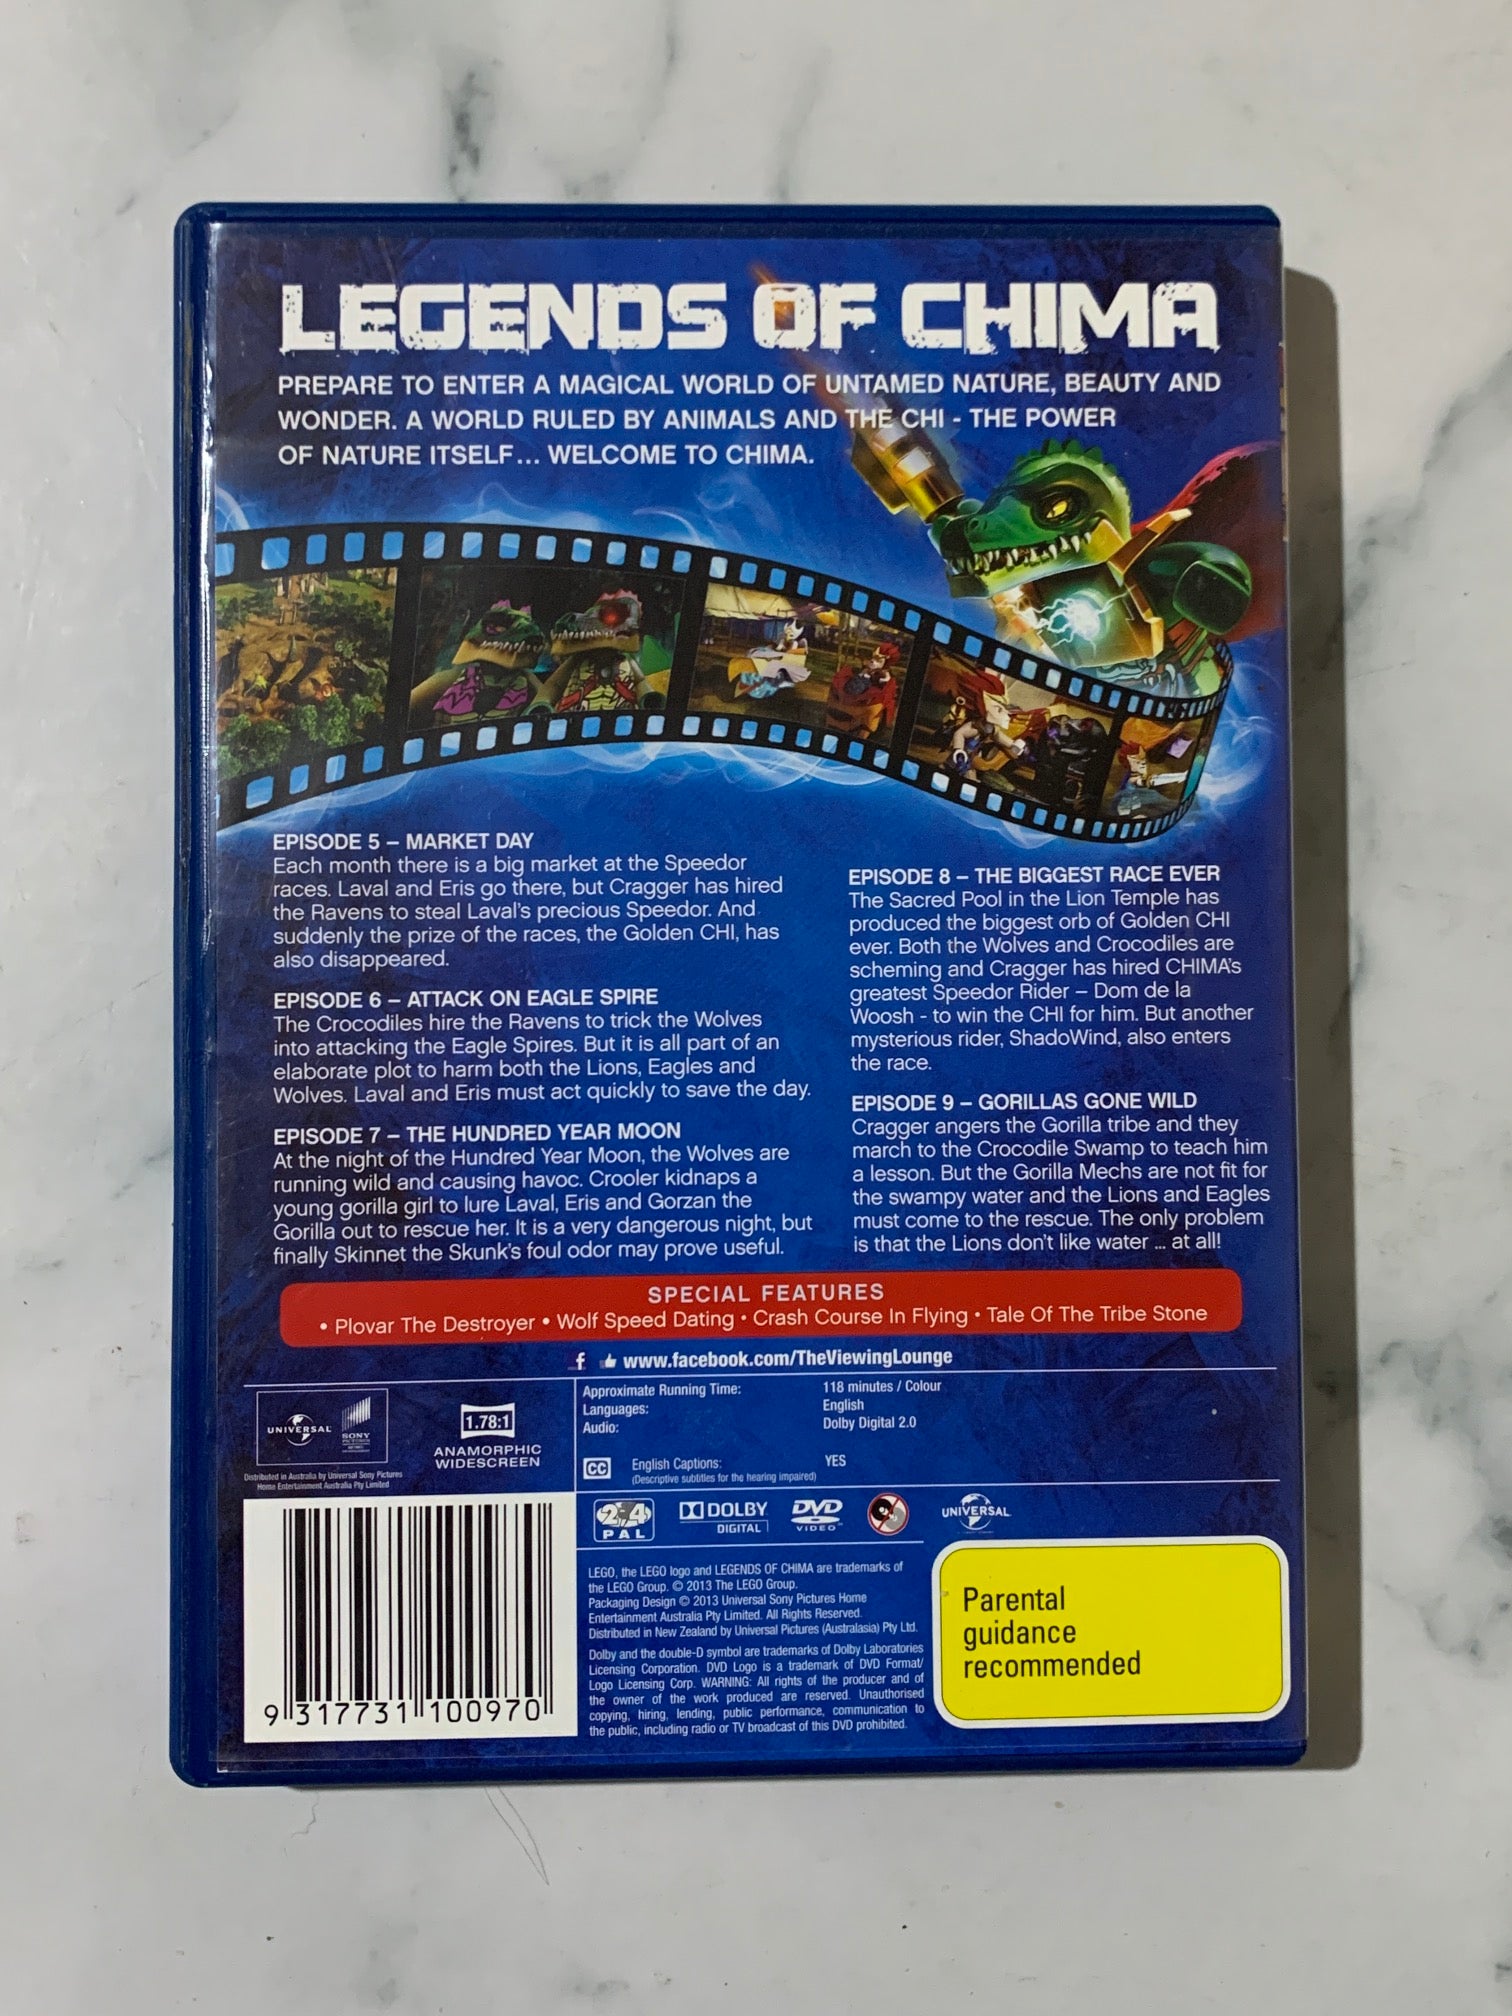 LEGENDS OF CHIMA
PREPARE TO ENTER A MAGICAL WORLD OF UNTAMED NATURE, BEAUTY AND
WONDER. A WORLD RULED BY ANIMALS AND THE CHI - THE POWER
OF NATURE ITSELF... WELCOME TO CHIMA.
EPISODE 5 – MARKET DAY
Each month there is a big market at the Speedor
races. Laval and Eris go there, but Cragger has hired
the Ravens to steal Laval's precious Speedor. And
suddenly the prize of the races, the Golden CHI, has
also disappeared.
EPISODE 6 – ATTACK ON EAGLE SPIRE
The Crocodiles hire the Ravens to trick the Wolves
into attacking the Eagle Spires. But it is all part of an
elaborate plot to harm both the Lions, Eagles and
Wolves. Laval and Eris must act quickly to save the day.
EPISODE 7 – THE HUNDRED YEAR MOON
At the night of the Hundred Year Moon, the Wolves are
running wild and causing havoc. Crooler kidnaps a
young gorilla girl to lure Laval, Eris and Gorzan the
Gorilla out to rescue her. It is a very dangerous night, but
finally Skinnet the Skunk's foul odor may prove useful.
EPISODE 8 – THE BIGGEST RACE EVER
The Sacred Pool in the Lion Temple has
produced the biggest orb of Golden CHI
ever. Both the Wolves and Crocodiles are
scheming and Cragger has hired CHIMA's
greatest Speedor Rider – Dom de la
Woosh - to win the CHI for him. But another
mysterious rider, ShadoWind, also enters
the race.
EPISODE 9 – GORILLAS GONE WILD
Cragger angers the Gorilla tribe and they
march to the Crocodile Swamp to teach him
a lesson. But the Gorilla Mechs are not fit for
the swampy water and the Lions and Eagles
must come to the rescue. The only problem
is that the Lions don't like water ... at all!
SPECIAL FEATURES
• Plovar The Destroyer • Wolf Speed Dating • Crash Course In Flying • Tale Of The Tribe Stone
f www.facebook.com/TheViewingLounge
UNIVERSAL
SONY
PICTURES
1.78:1
ANAMORPHIC
WIDESCREEN
Distributed in Australia by Universal Sony Pictures
Home Entertainment Australia Pty Limited
Approximate Running Time: 118 minutes / Colour
Languages: English
Audio: Dolby Digital 2.0
CC English Captions: YES
(Descriptive subtitles for the hearing impaired)
2 4
PAL
DOLBY
DIGITAL
DVD
VIDEO
UNIVERSAL
LEGO, the LEGO logo and LEGENDS OF CHIMA are trademarks of
the LEGO Group. © 2013 The LEGO Group.
Packaging Design © 2013 Universal Sony Pictures Home
Entertainment Australia Pty Limited. All Rights Reserved.
Distributed in New Zealand by Universal Pictures (Australasia) Pty Ltd.
Dolby and the double-D symbol are trademarks of Dolby Laboratories
Licensing Corporation. DVD Logo is a trademark of DVD Format/
Logo Licensing Corp. WARNING: All rights of the producer and of
the owner of the work produced are reserved. Unauthorised
copying, hiring, lending, public performance, communication to
the public, including radio or TV broadcast of this DVD prohibited.
Parental
guidance
recommended
9 317731 100970